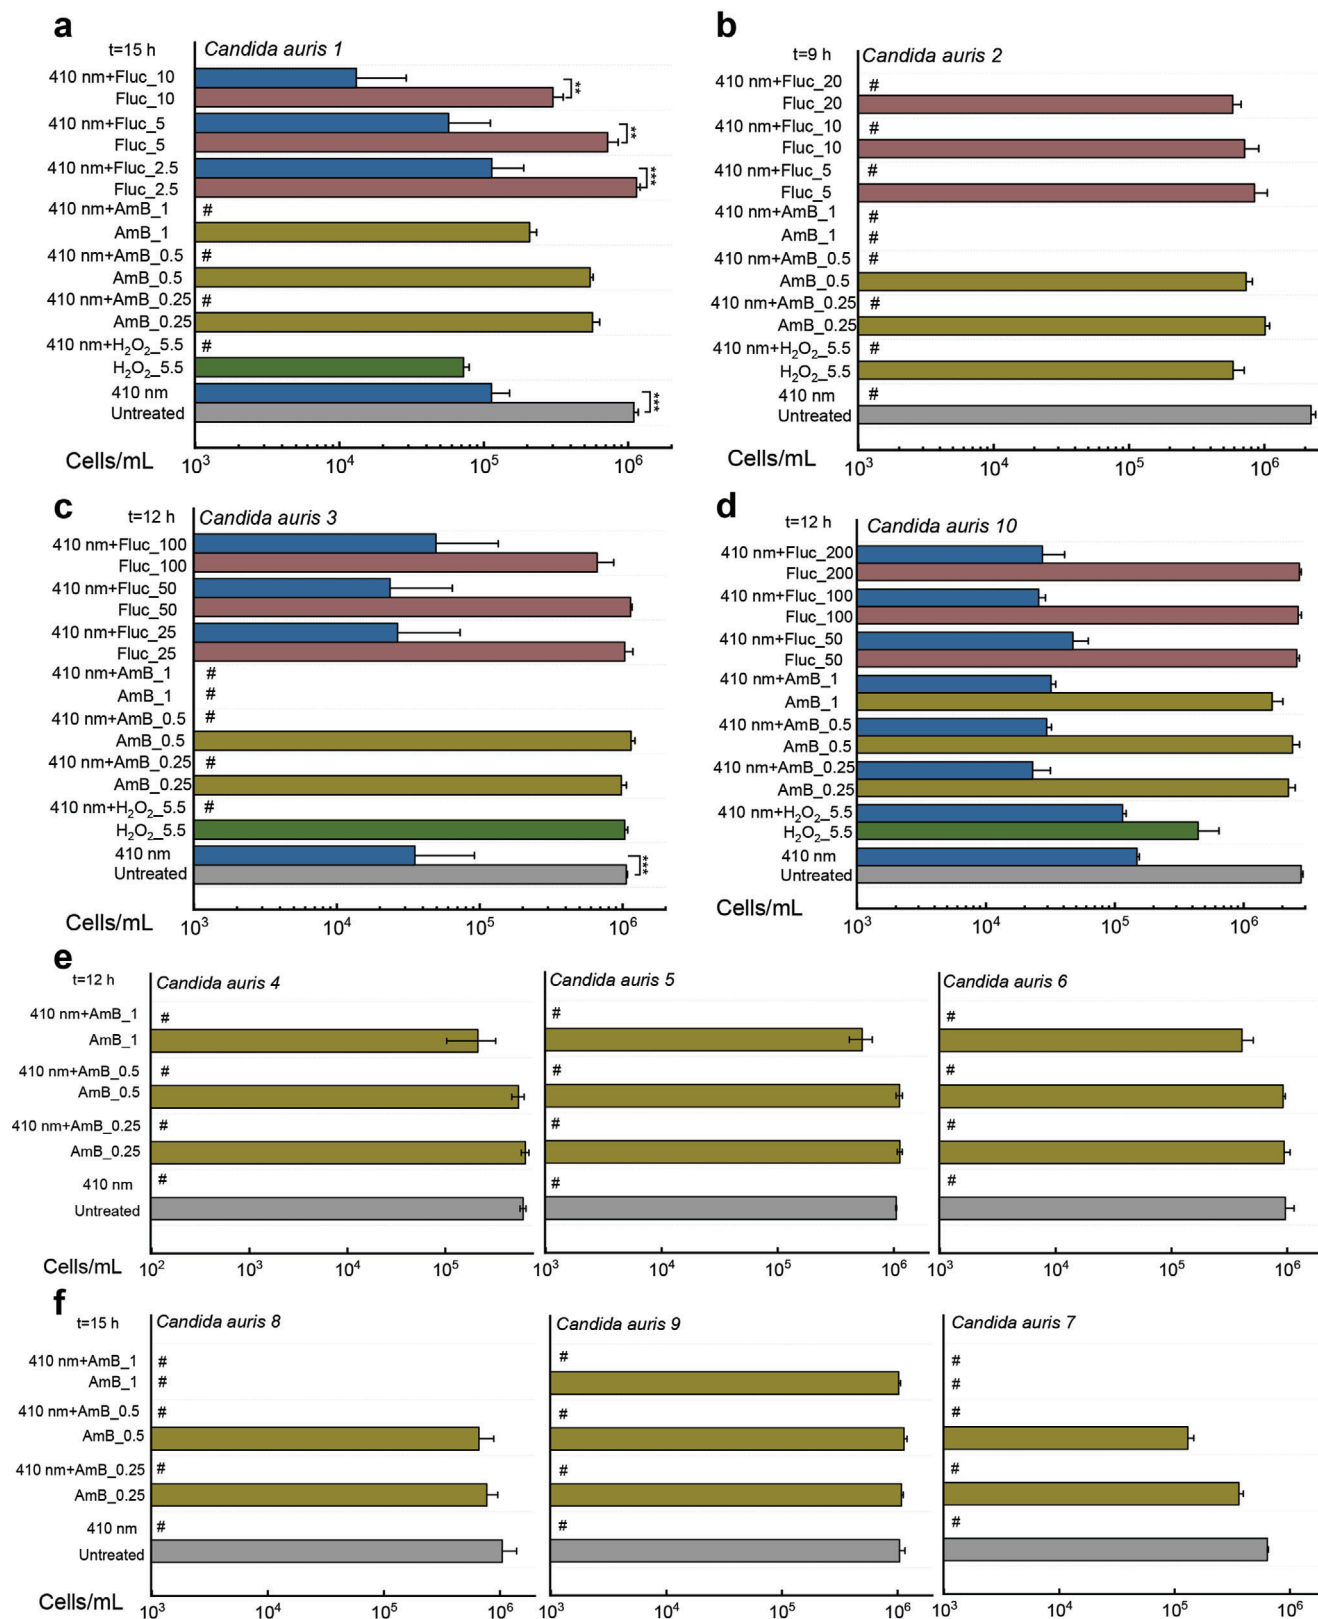 a
t=15 h
Candida auris 1
410 nm+Fluc_10
#
Fluc_10
**
410 nm+Fluc_5
Fluc_5
**
410 nm+Fluc_2.5
Fluc_2.5
***
410 nm+AmB_1
#
AmB_1
410 nm+AmB_0.5
#
AmB_0.5
410 nm+AmB_0.25
#
AmB_0.25
410 nm+H₂O₂_5.5
#
H₂O₂_5.5
410 nm
Untreated
***
Cells/mL
10³ 10⁴ 10⁵ 10⁶
b
t=9 h
Candida auris 2
410 nm+Fluc_20
#
Fluc_20
410 nm+Fluc_10
#
Fluc_10
410 nm+Fluc_5
#
Fluc_5
410 nm+AmB_1
#
AmB_1
#
410 nm+AmB_0.5
#
AmB_0.5
410 nm+AmB_0.25
#
AmB_0.25
410 nm+H₂O₂_5.5
#
H₂O₂_5.5
410 nm
#
Untreated
Cells/mL
10³ 10⁴ 10⁵ 10⁶
c
t=12 h
Candida auris 3
410 nm+Fluc_100
Fluc_100
410 nm+Fluc_50
Fluc_50
410 nm+Fluc_25
Fluc_25
410 nm+AmB_1
#
AmB_1
#
410 nm+AmB_0.5
#
AmB_0.5
410 nm+AmB_0.25
#
AmB_0.25
410 nm+H₂O₂_5.5
#
H₂O₂_5.5
410 nm
Untreated
***
Cells/mL
10³ 10⁴ 10⁵ 10⁶
d
t=12 h
Candida auris 10
410 nm+Fluc_200
Fluc_200
410 nm+Fluc_100
Fluc_100
410 nm+Fluc_50
Fluc_50
410 nm+AmB_1
AmB_1
410 nm+AmB_0.5
AmB_0.5
410 nm+AmB_0.25
AmB_0.25
410 nm+H₂O₂_5.5
H₂O₂_5.5
410 nm
Untreated
Cells/mL
10³ 10⁴ 10⁵ 10⁶
e
t=12 h
Candida auris 4 Candida auris 5 Candida auris 6
410 nm+AmB_1 # # #
AmB_1
410 nm+AmB_0.5 # # #
AmB_0.5
410 nm+AmB_0.25 # # #
AmB_0.25
410 nm # # #
Untreated
Cells/mL
10² 10³ 10⁴ 10⁵ 10³ 10⁴ 10⁵ 10⁶ 10³ 10⁴ 10⁵ 10⁶
f
t=15 h
Candida auris 8 Candida auris 9 Candida auris 7
410 nm+AmB_1 # # #
AmB_1 # #
410 nm+AmB_0.5 # # #
AmB_0.5
410 nm+AmB_0.25 # # #
AmB_0.25
410 nm # # #
Untreated
Cells/mL
10³ 10⁴ 10⁵ 10⁶ 10³ 10⁴ 10⁵ 10⁶ 10³ 10⁴ 10⁵ 10⁶